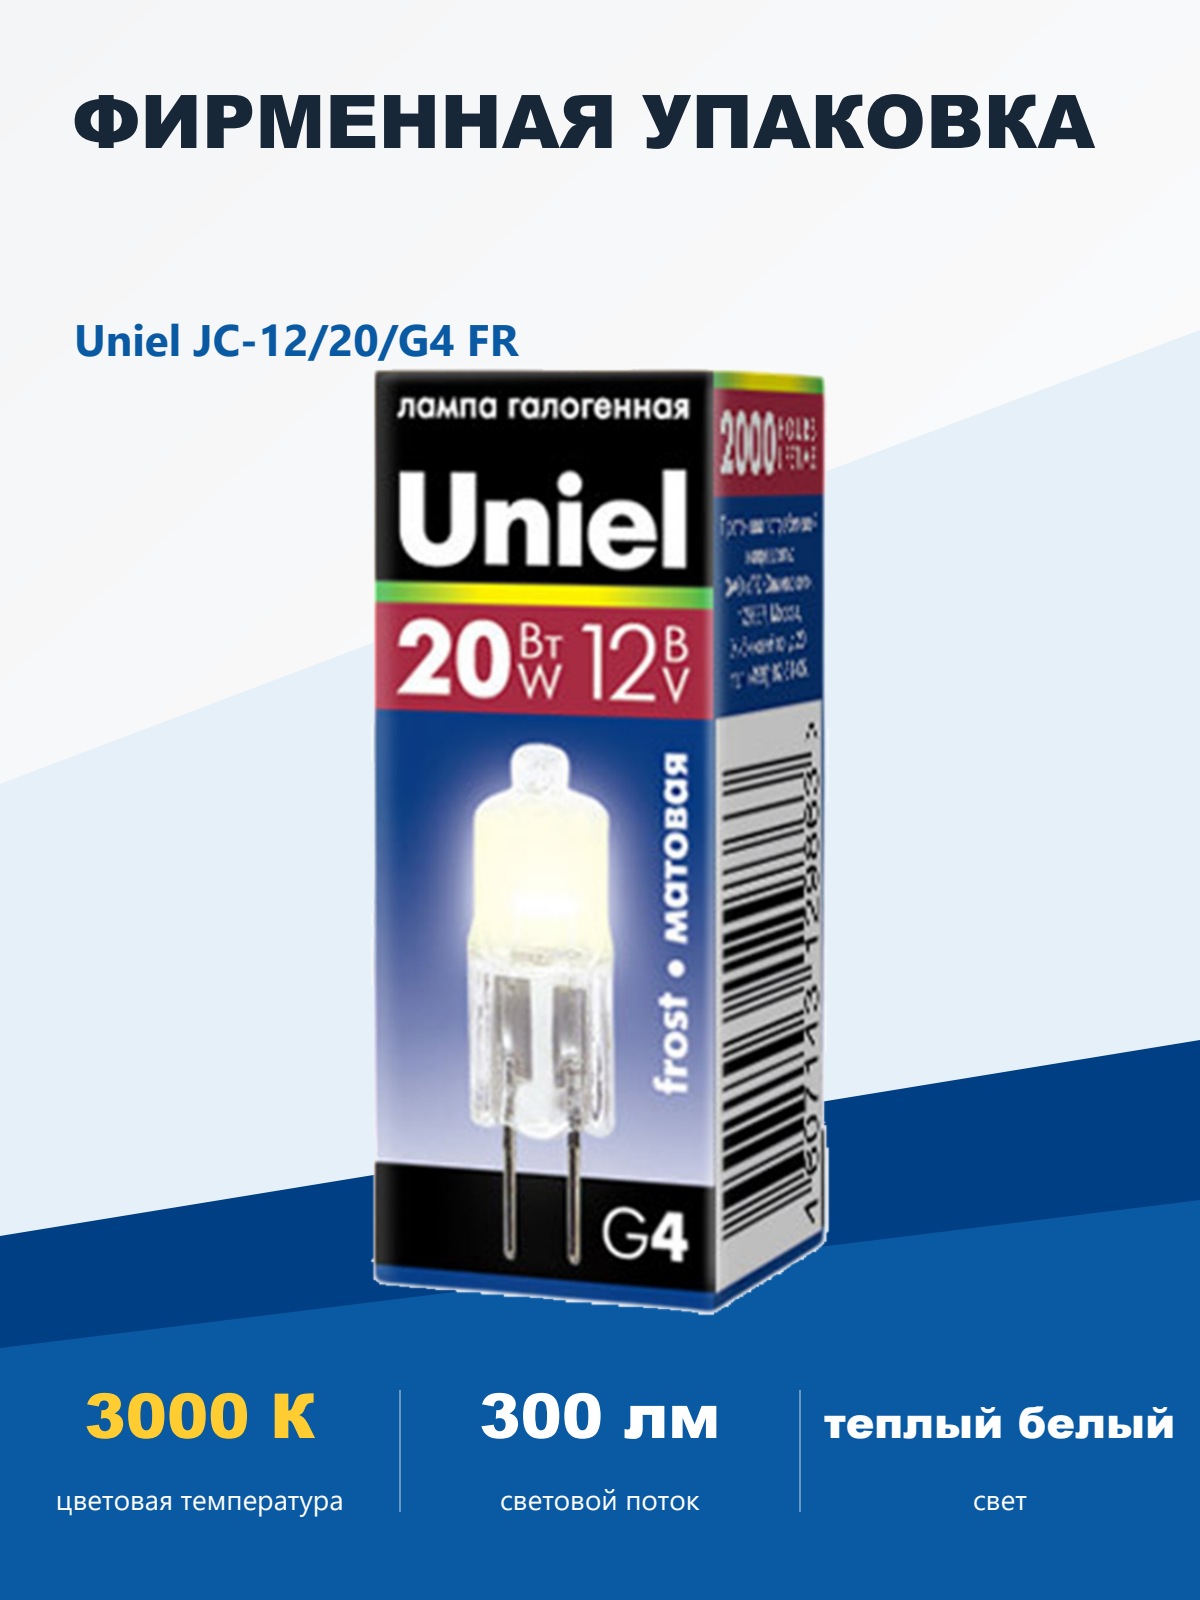 ФИРМЕННАЯ УПАКОВКА
Uniel JC-12/20/G4 FR
лампа галогенная
Uniel
20 Вт W 12 В V
frost • матовая
G4
2000
3000 К
цветовая температура
300 лм
световой поток
теплый белый
свет